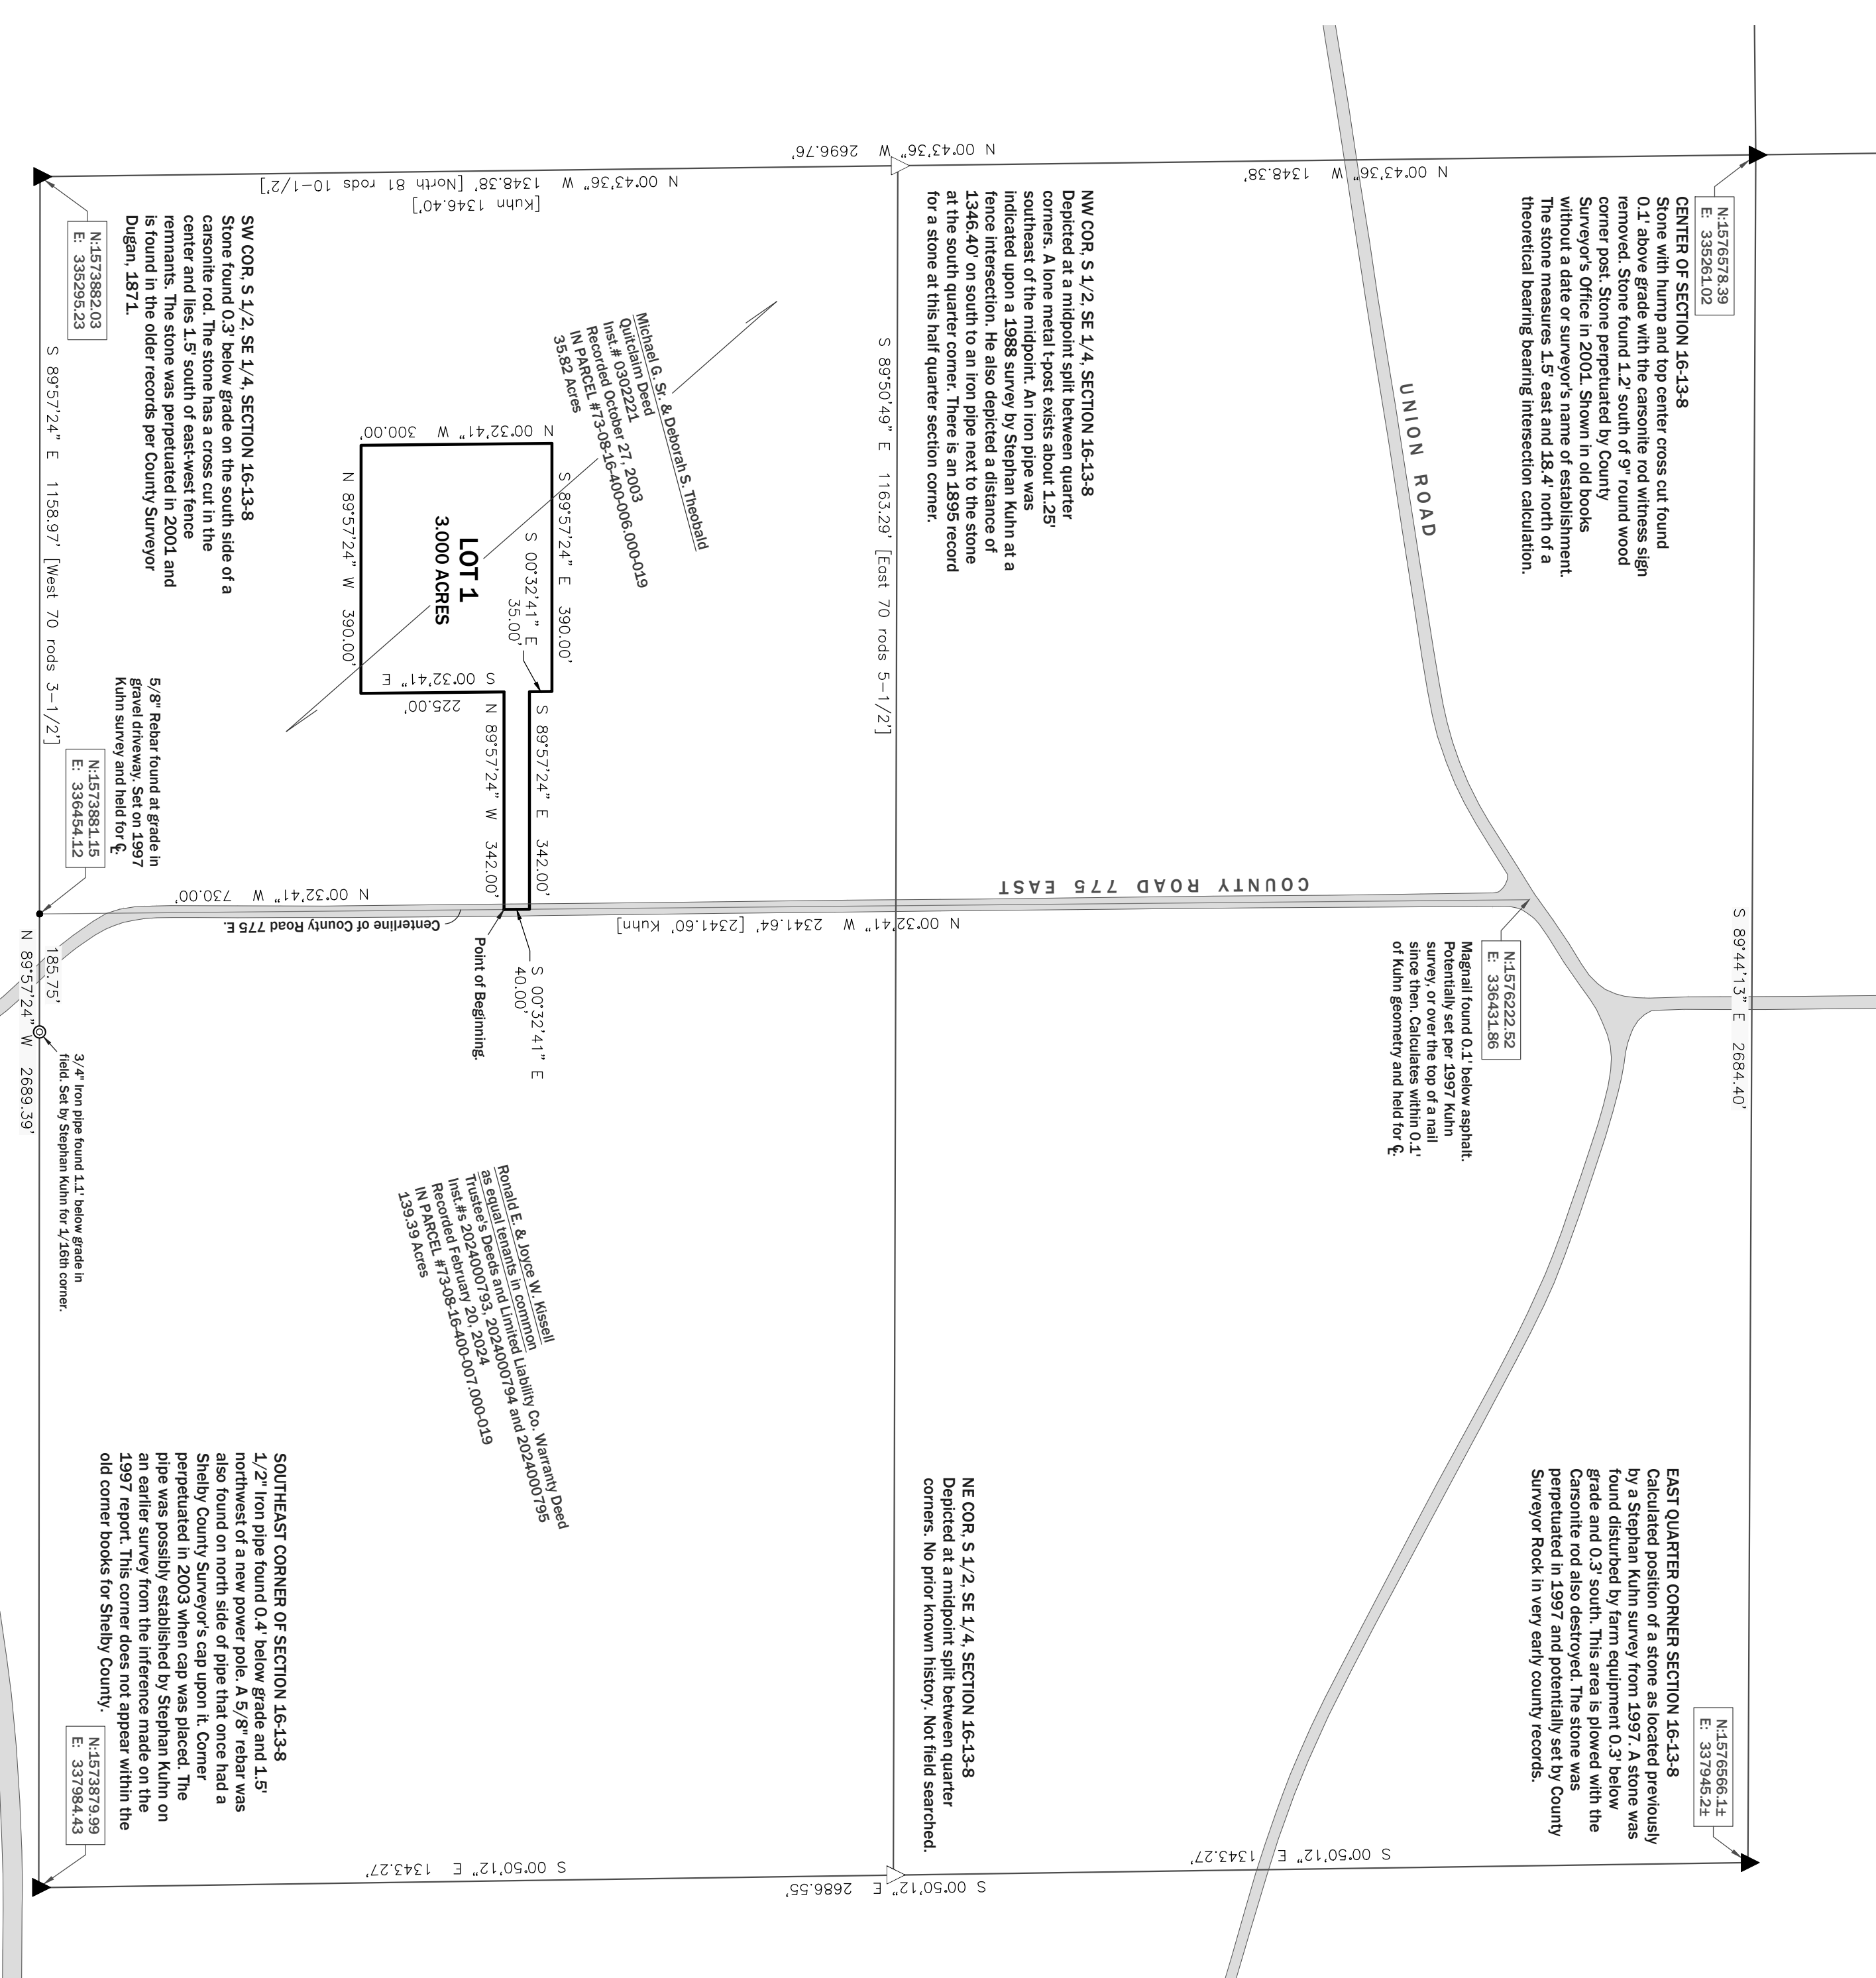 N:1576578.39
E: 335261.02
CENTER OF SECTION 16-13-8
Stone with hump and top center cross cut found
0.1' above grade with the carsonite rod witness sign
removed. Stone found 1.2' south of 9" round wood
corner post. Stone perpetuated by County
Surveyor's Office in 2001. Shown in old books
without a date or surveyor's name of establishment.
The stone measures 1.5' east and 18.4' north of a
theoretical bearing bearing intersection calculation.
S 89°44'13" E 2684.40'
N:1576566.1±
E: 337945.2±
EAST QUARTER CORNER SECTION 16-13-8
Calculated position of a stone as located previously
by a Stephan Kuhn survey from 1997. A stone was
found disturbed by farm equipment 0.3' below
grade and 0.3' south. This area is plowed with the
Carsonite rod also destroyed. The stone was
perpetuated in 1997 and potentially set by County
Surveyor Rock in very early county records.
N 00°43'36" W 1348.38'
UNION ROAD
N:1576222.52
E: 336431.86
Magnail found 0.1' below asphalt.
Potentially set per 1997 Kuhn
survey, or over the top of a nail
since then. Calculates within 0.1'
of Kuhn geometry and held for ℄.
S 00°50'12" E 1343.27'
COUNTY ROAD 775 EAST
N 00°43'36" W 2696.76'
NW COR, S 1/2, SE 1/4, SECTION 16-13-8
Depicted at a midpoint split between quarter
corners. A lone metal t-post exists about 1.25'
southeast of the midpoint. An iron pipe was
indicated upon a 1988 survey by Stephan Kuhn at a
fence intersection. He also depicted a distance of
1346.40' on south to an iron pipe next to the stone
at the south quarter corner. There is an 1895 record
for a stone at this half quarter section corner.
NE COR, S 1/2, SE 1/4, SECTION 16-13-8
Depicted at a midpoint split between quarter
corners. No prior known history. Not field searched.
S 89°50'49" E 1163.29' [East 70 rods 5-1/2']
S 00°50'12" E 2686.55'
N 00°32'41" W 2341.64' [2341.60' Kuhn]
N 00°43'36" W 1348.38' [North 81 rods 10-1/2']
[Kuhn 1346.40']
Michael G. Sr. & Deborah S. Theobald
Quitclaim Deed
Inst.# 0302221
Recorded October 27, 2003
IN PARCEL #73-08-16-400-006.000-019
35.82 Acres
S 89°57'24" E 390.00'
N 00°32'41" W 300.00'
S 00°32'41" E
35.00'
LOT 1
3.000 ACRES
S 89°57'24" E 342.00'
S 00°32'41" E
40.00'
N 89°57'24" W 342.00'
Point of Beginning.
S 00°32'41" E
225.00'
N 89°57'24" W 390.00'
Ronald E. & Joyce W. Kissell
as equal tenants in common
Trustee's Deeds and Limited Liability Co. Warranty Deed
Inst.#s 2024000793, 2024000794 and 2024000795
Recorded February 20, 2024
IN PARCEL #73-08-16-400-007.000-019
139.39 Acres
S 00°50'12" E 1343.27'
Centerline of County Road 775 E.
N 00°32'41" W 730.00'
SW COR, S 1/2, SE 1/4, SECTION 16-13-8
Stone found 0.3' below grade on the south side of a
carsonite rod. The stone has a cross cut in the
center and lies 1.5' south of east-west fence
remnants. The stone was perpetuated in 2001 and
is found in the older records per County Surveyor
Dugan, 1871.
N:1573882.03
E: 335295.23
S 89°57'24" E 1158.97' [West 70 rods 3-1/2']
5/8" Rebar found at grade in
gravel driveway. Set on 1997
Kuhn survey and held for ℄.
N:1573881.15
E: 336454.12
185.75'
N 89°57'24" W 2689.39'
3/4" Iron pipe found 1.1' below grade in
field. Set by Stephan Kuhn for 1/16th corner.
SOUTHEAST CORNER OF SECTION 16-13-8
1/2" Iron pipe found 0.4' below grade and 1.5'
northwest of a new power pole. A 5/8" rebar was
also found on north side of pipe that once had a
Shelby County Surveyor's cap upon it. Corner
perpetuated in 2003 when cap was placed. The
pipe was possibly established by Stephan Kuhn on
an earlier survey from the inference made on the
1997 report. This corner does not appear within the
old corner books for Shelby County.
N:1573879.99
E: 337984.43